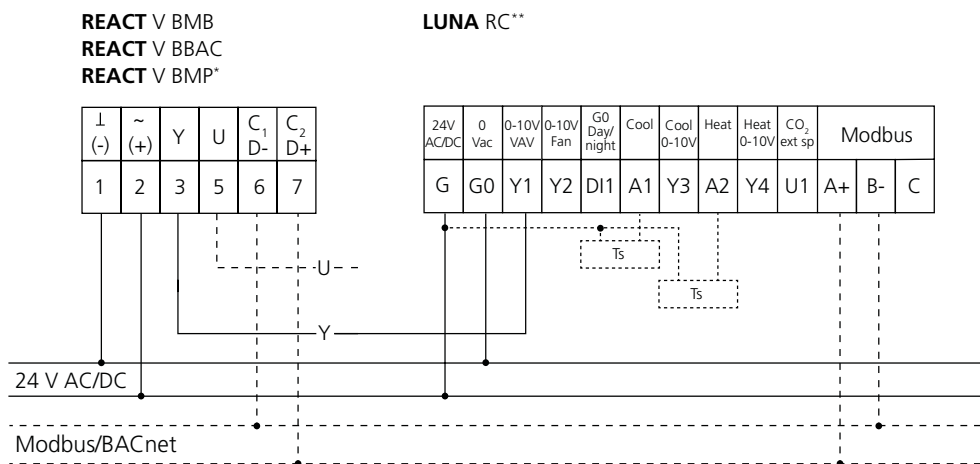 REACT V BMB
REACT V BBAC
REACT V BMP*
LUNA RC**
⊥ (-)
~ (+)
Y
U
C1 D-
C2 D+
1 2 3 5 6 7
24V AC/DC
0 Vac
0-10V VAV
0-10V Fan
G0 Day/ night
Cool
Cool 0-10V
Heat
Heat 0-10V
CO2 ext sp
Modbus
G G0 Y1 Y2 DI1 A1 Y3 A2 Y4 U1 A+ B- C
Ts
U
Ts
Y
24 V AC/DC
Modbus/BACnet